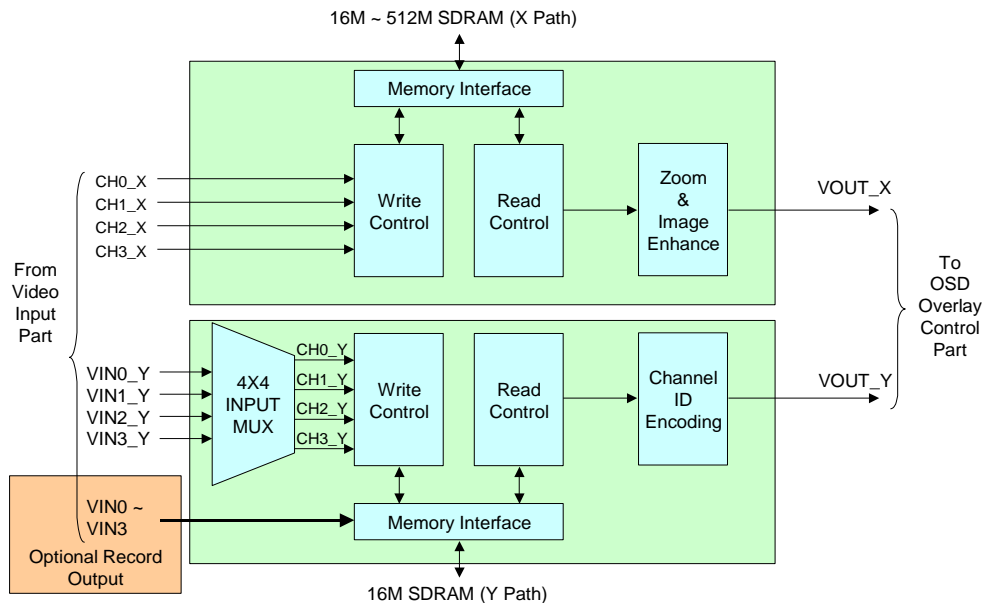 16M ~ 512M SDRAM (X Path)
Memory Interface
CH0_X
CH1_X
CH2_X
CH3_X
Write
Control
Read
Control
Zoom
&
Image
Enhance
VOUT_X
From
Video
Input
Part
To
OSD
Overlay
Control
Part
VIN0_Y
VIN1_Y
VIN2_Y
VIN3_Y
4X4
INPUT
MUX
CH0_Y
CH1_Y
CH2_Y
CH3_Y
Write
Control
Read
Control
Channel
ID
Encoding
VOUT_Y
VIN0 ~
VIN3
Optional Record
Output
Memory Interface
16M SDRAM (Y Path)